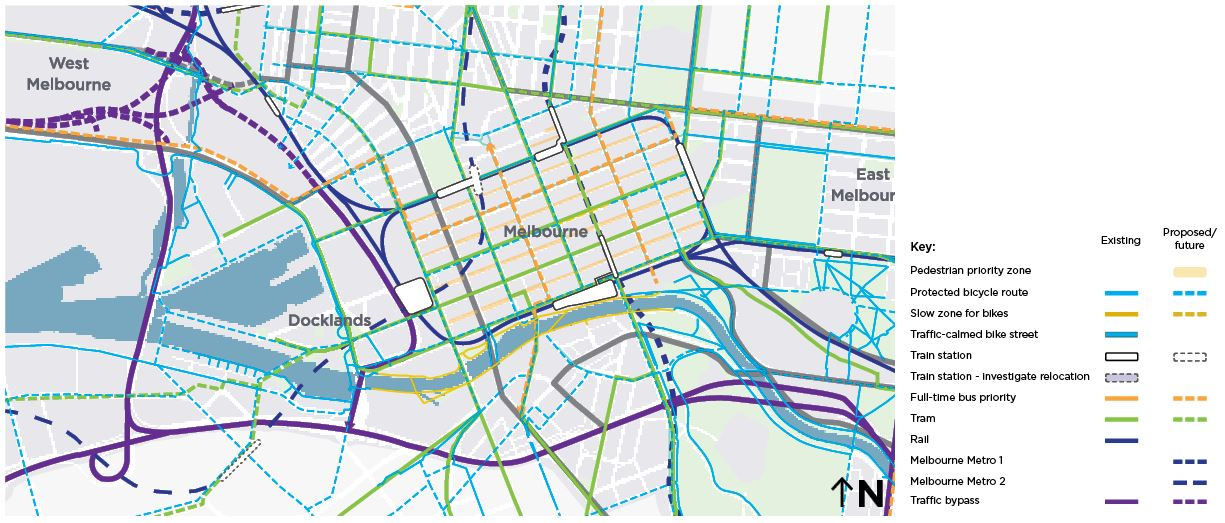 West
Melbourne
East
Melbour
Melbourne
Docklands
N
Key:
Existing
Proposed/
future
Pedestrian priority zone
Protected bicycle route
Slow zone for bikes
Traffic-calmed bike street
Train station
Train station - investigate relocation
Full-time bus priority
Tram
Rail
Melbourne Metro 1
Melbourne Metro 2
Traffic bypass